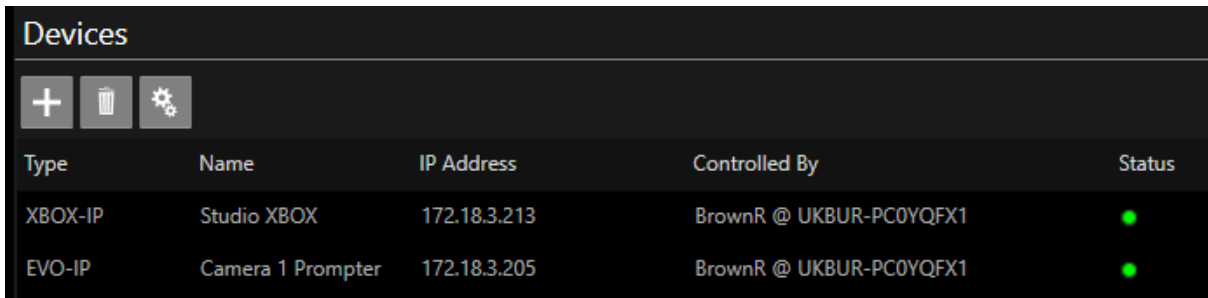 Devices
Type Name IP Address Controlled By Status
XBOX-IP Studio XBOX 172.18.3.213 BrownR @ UKBUR-PC0YQFX1
EVO-IP Camera 1 Prompter 172.18.3.205 BrownR @ UKBUR-PC0YQFX1